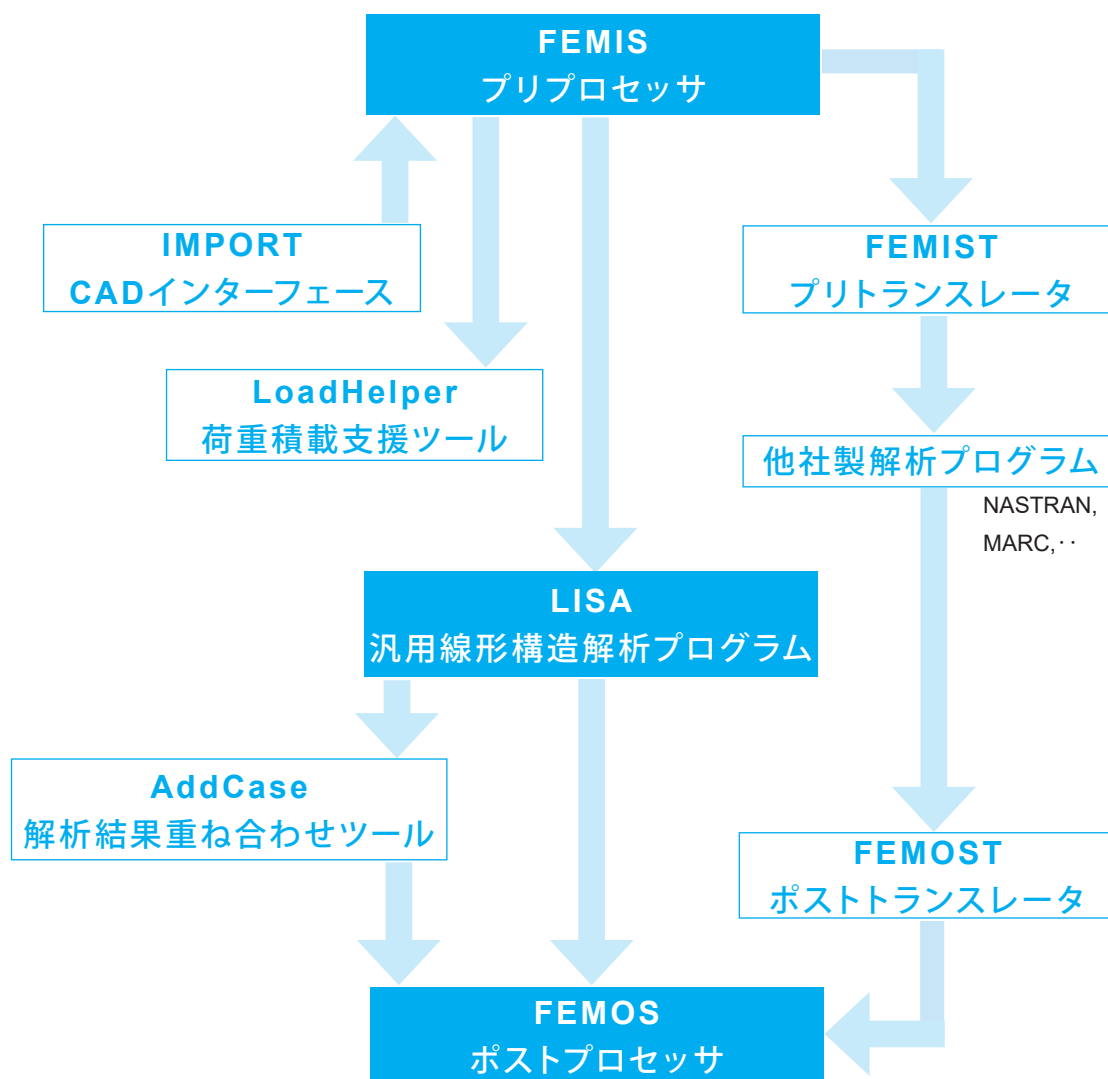 FEMIS
プリプロセッサ
IMPORT
CADインターフェース
FEMIST
プリトランスレータ
LoadHelper
荷重積載支援ツール
他社製解析プログラム
NASTRAN,
MARC,‥
LISA
汎用線形構造解析プログラム
AddCase
解析結果重ね合わせツール
FEMOST
ポストトランスレータ
FEMOS
ポストプロセッサ